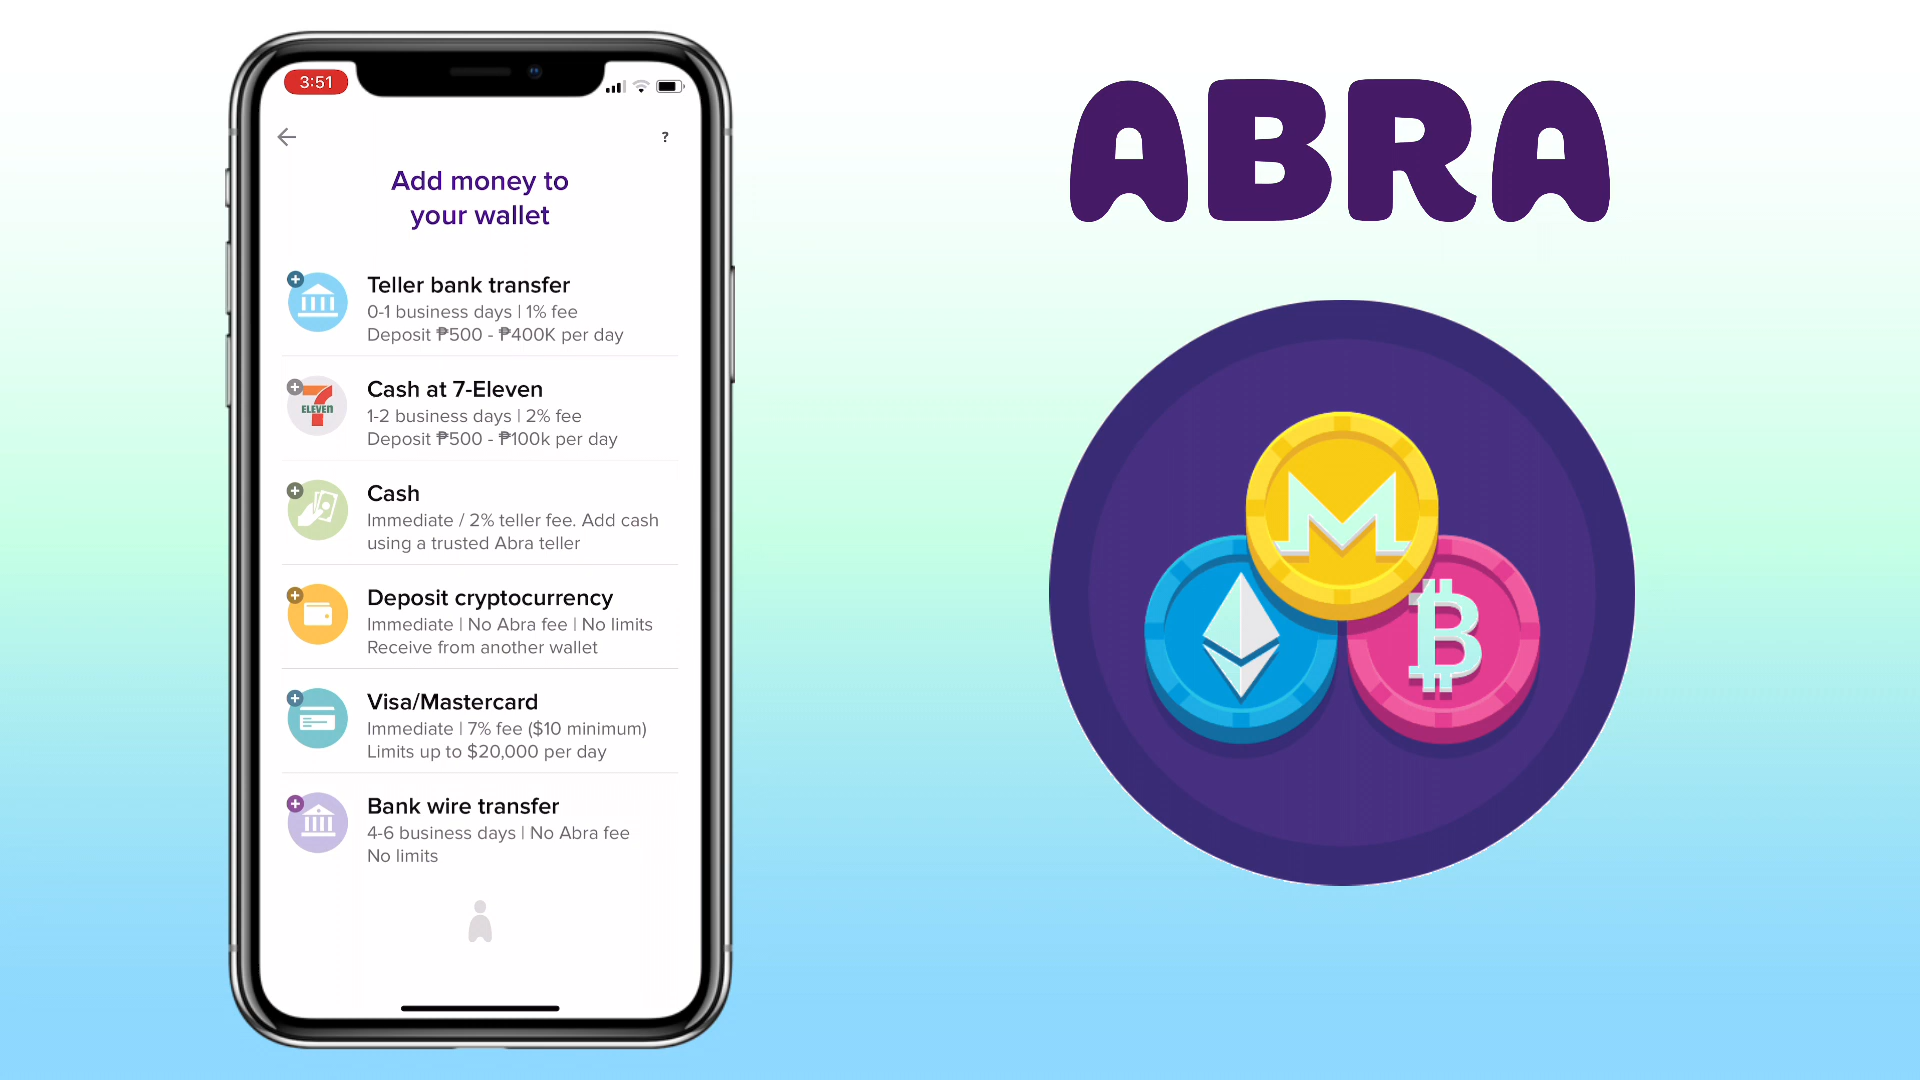 3:51
?
Add money to
your wallet
Teller bank transfer
0-1 business days | 1% fee
Deposit ₱500 - ₱400K per day
7
ELEVEN
Cash at 7-Eleven
1-2 business days | 2% fee
Deposit ₱500 - ₱100k per day
Cash
Immediate / 2% teller fee. Add cash
using a trusted Abra teller
Deposit cryptocurrency
Immediate | No Abra fee | No limits
Receive from another wallet
Visa/Mastercard
Immediate | 7% fee ($10 minimum)
Limits up to $20,000 per day
Bank wire transfer
4-6 business days | No Abra fee
No limits
ABRA